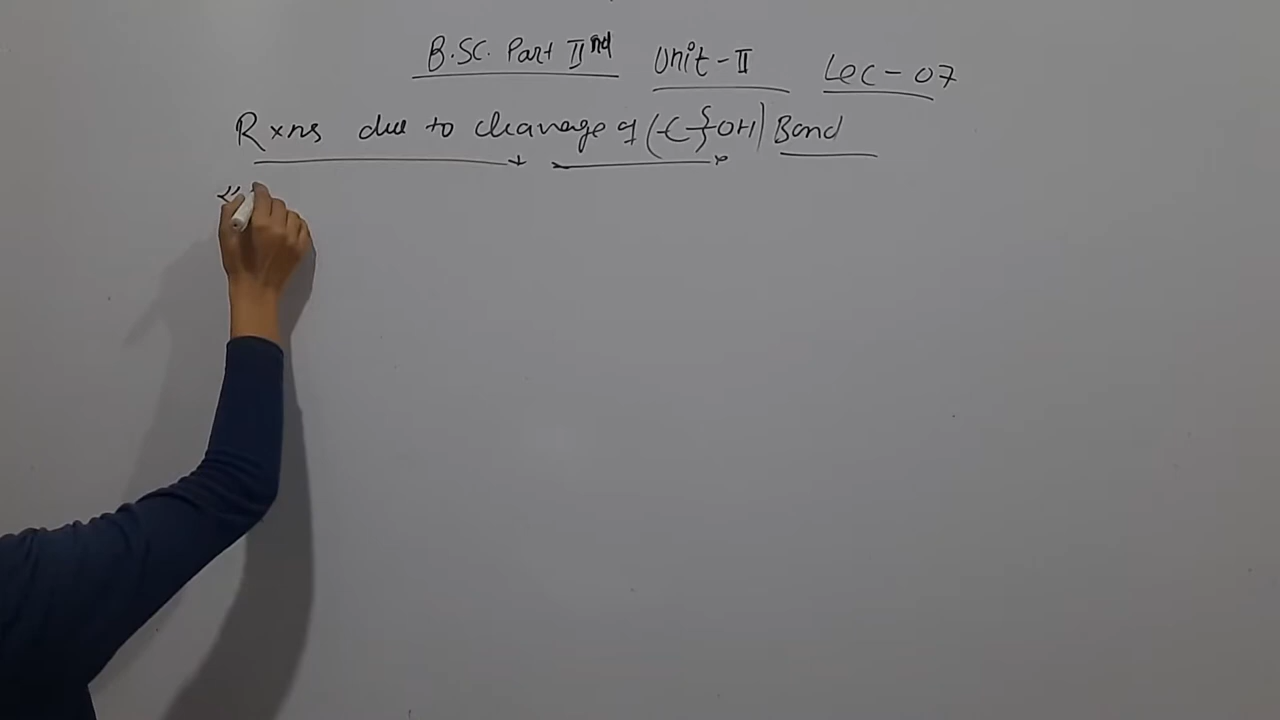 B.SC. Part IInd Unit-II Lec-07
Rxns due to cleavage of (-C-}-OH) Bond